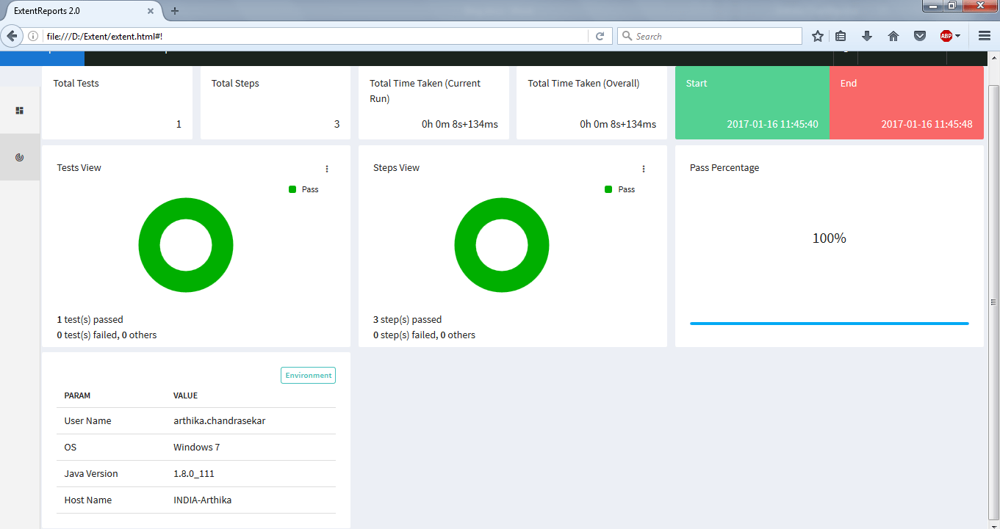 ExtentReports 2.0
file:///D:/Extent/extent.html#!
Search
ABP
Total Tests
1
Total Steps
3
Total Time Taken (Current
Run)
0h 0m 8s+134ms
Total Time Taken (Overall)
0h 0m 8s+134ms
Start
2017-01-16 11:45:40
End
2017-01-16 11:45:48
Tests View
Pass
1 test(s) passed
0 test(s) failed, 0 others
Steps View
Pass
3 step(s) passed
0 step(s) failed, 0 others
Pass Percentage
100%
Environment
PARAM VALUE
User Name arthika.chandrasekar
OS Windows 7
Java Version 1.8.0_111
Host Name INDIA-Arthika